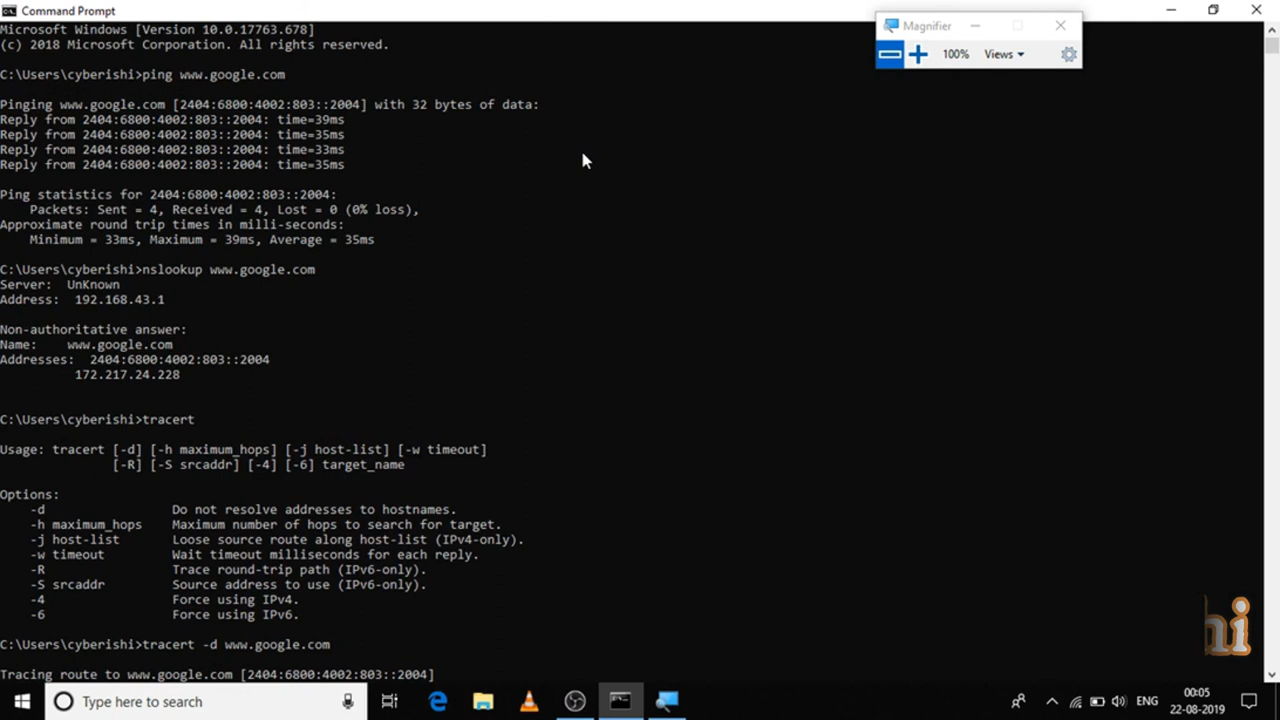 Command Prompt
Microsoft Windows [Version 10.0.17763.678]
(c) 2018 Microsoft Corporation. All rights reserved.
Magnifier
100% Views
C:\Users\cyberishi>ping www.google.com
Pinging www.google.com [2404:6800:4002:803::2004] with 32 bytes of data:
Reply from 2404:6800:4002:803::2004: time=39ms
Reply from 2404:6800:4002:803::2004: time=35ms
Reply from 2404:6800:4002:803::2004: time=33ms
Reply from 2404:6800:4002:803::2004: time=35ms
Ping statistics for 2404:6800:4002:803::2004:
Packets: Sent = 4, Received = 4, Lost = 0 (0% loss),
Approximate round trip times in milli-seconds:
Minimum = 33ms, Maximum = 39ms, Average = 35ms
C:\Users\cyberishi>nslookup www.google.com
Server: UnKnown
Address: 192.168.43.1
Non-authoritative answer:
Name: www.google.com
Addresses: 2404:6800:4002:803::2004
172.217.24.228
C:\Users\cyberishi>tracert
Usage: tracert [-d] [-h maximum_hops] [-j host-list] [-w timeout]
[-R] [-S srcaddr] [-4] [-6] target_name
Options:
-d Do not resolve addresses to hostnames.
-h maximum_hops Maximum number of hops to search for target.
-j host-list Loose source route along host-list (IPv4-only).
-w timeout Wait timeout milliseconds for each reply.
-R Trace round-trip path (IPv6-only).
-S srcaddr Source address to use (IPv6-only).
-4 Force using IPv4.
-6 Force using IPv6.
C:\Users\cyberishi>tracert -d www.google.com
Tracing route to www.google.com [2404:6800:4002:803::2004]
hi
Type here to search
ENG
00:05
22-08-2019